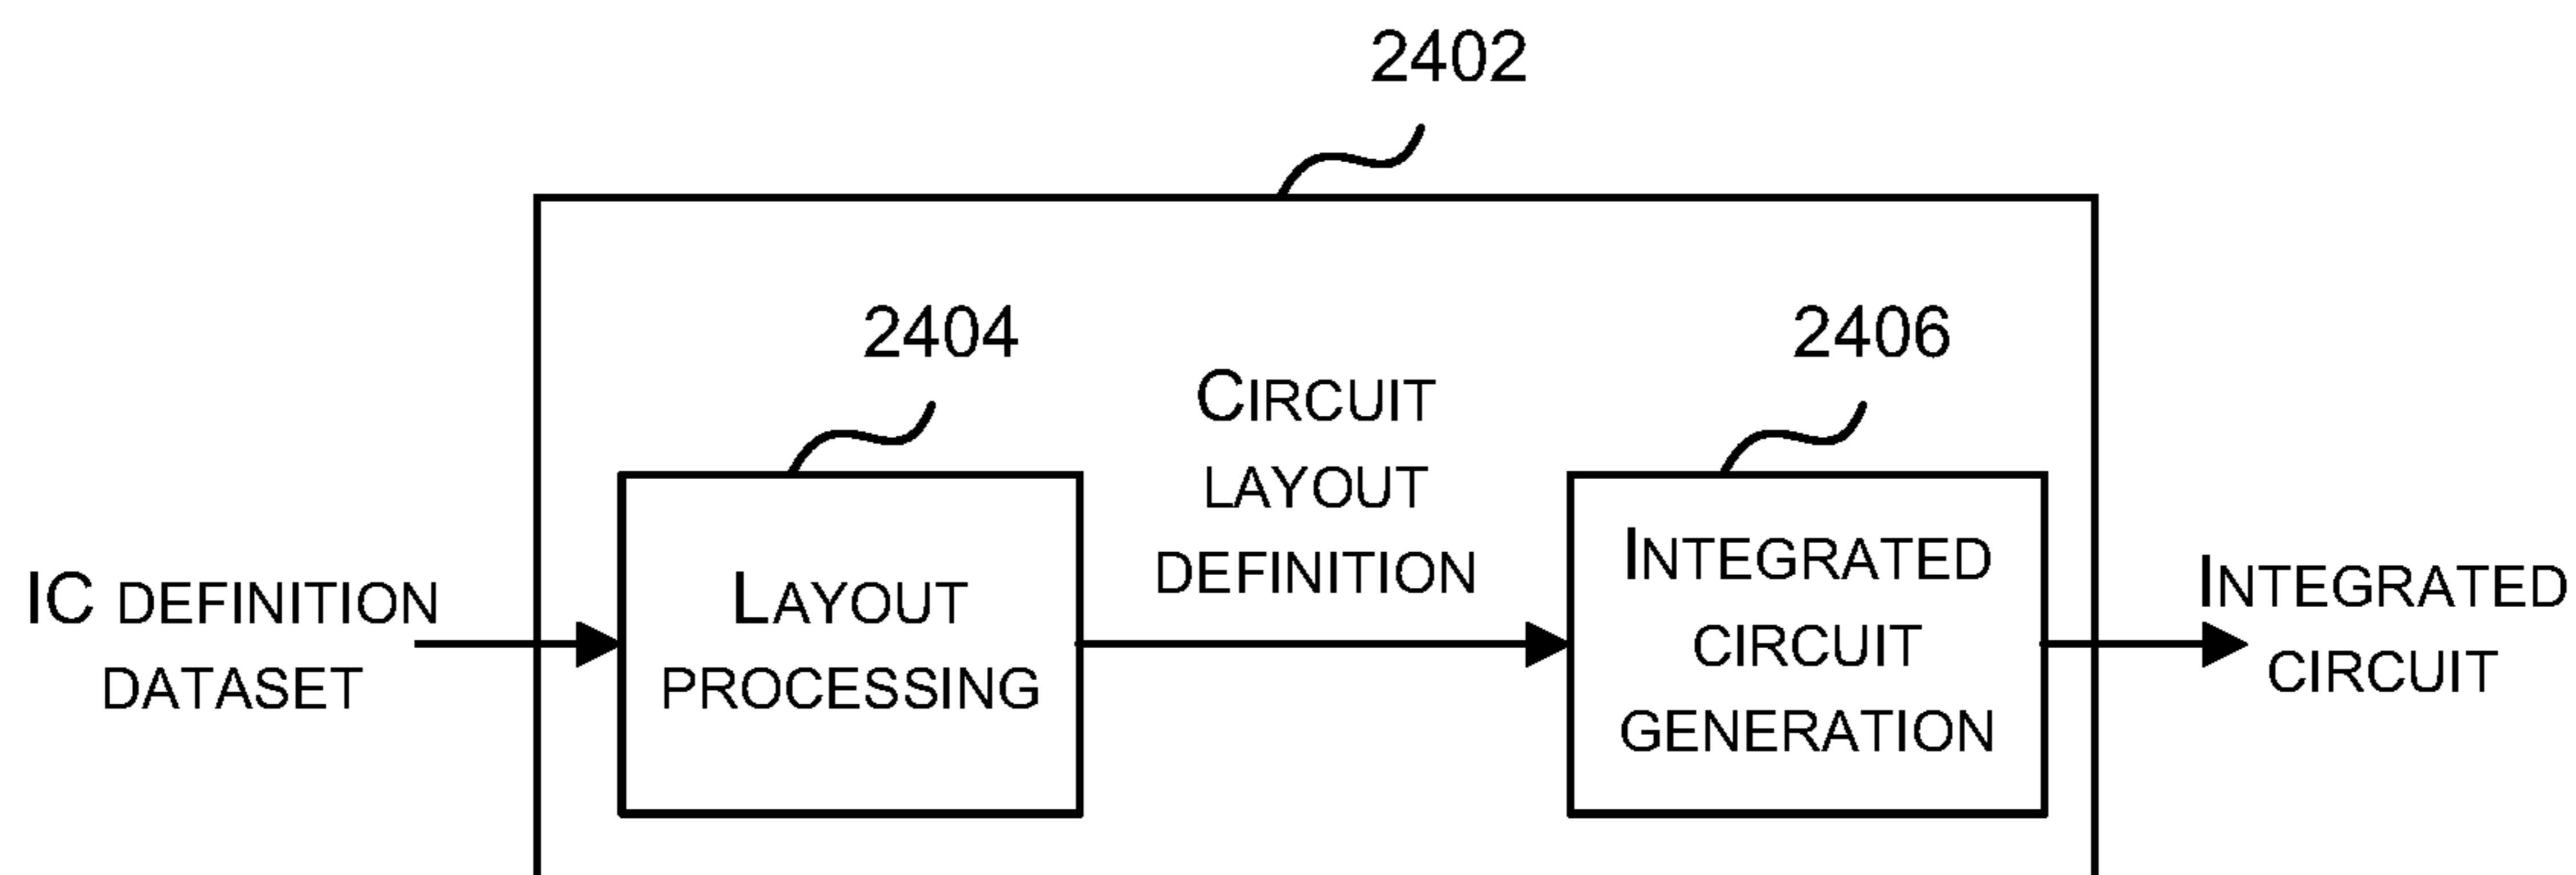 2402
2404
2406
CIRCUIT
LAYOUT
DEFINITION
IC DEFINITION
DATASET
LAYOUT
PROCESSING
INTEGRATED
CIRCUIT
GENERATION
INTEGRATED
CIRCUIT